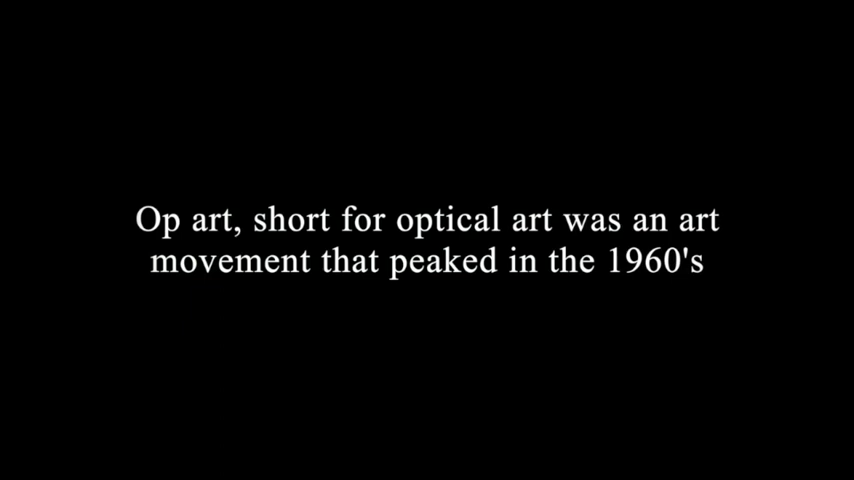 Op art, short for optical art was an art
movement that peaked in the 1960's